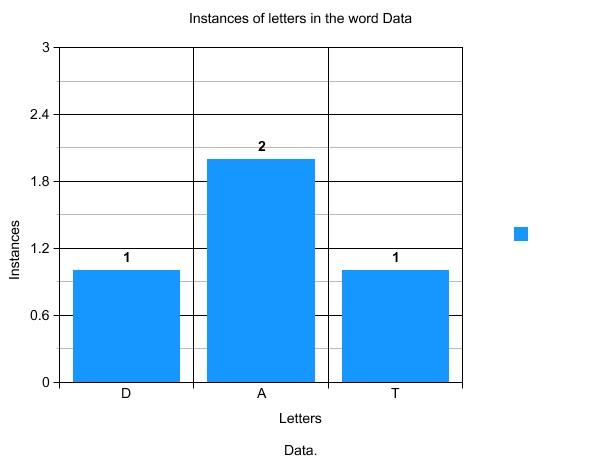 Instances of letters in the word Data
3
2.4
1.8
1.2
0.6
0
Instances
1
2
1
D A T
Letters
Data.